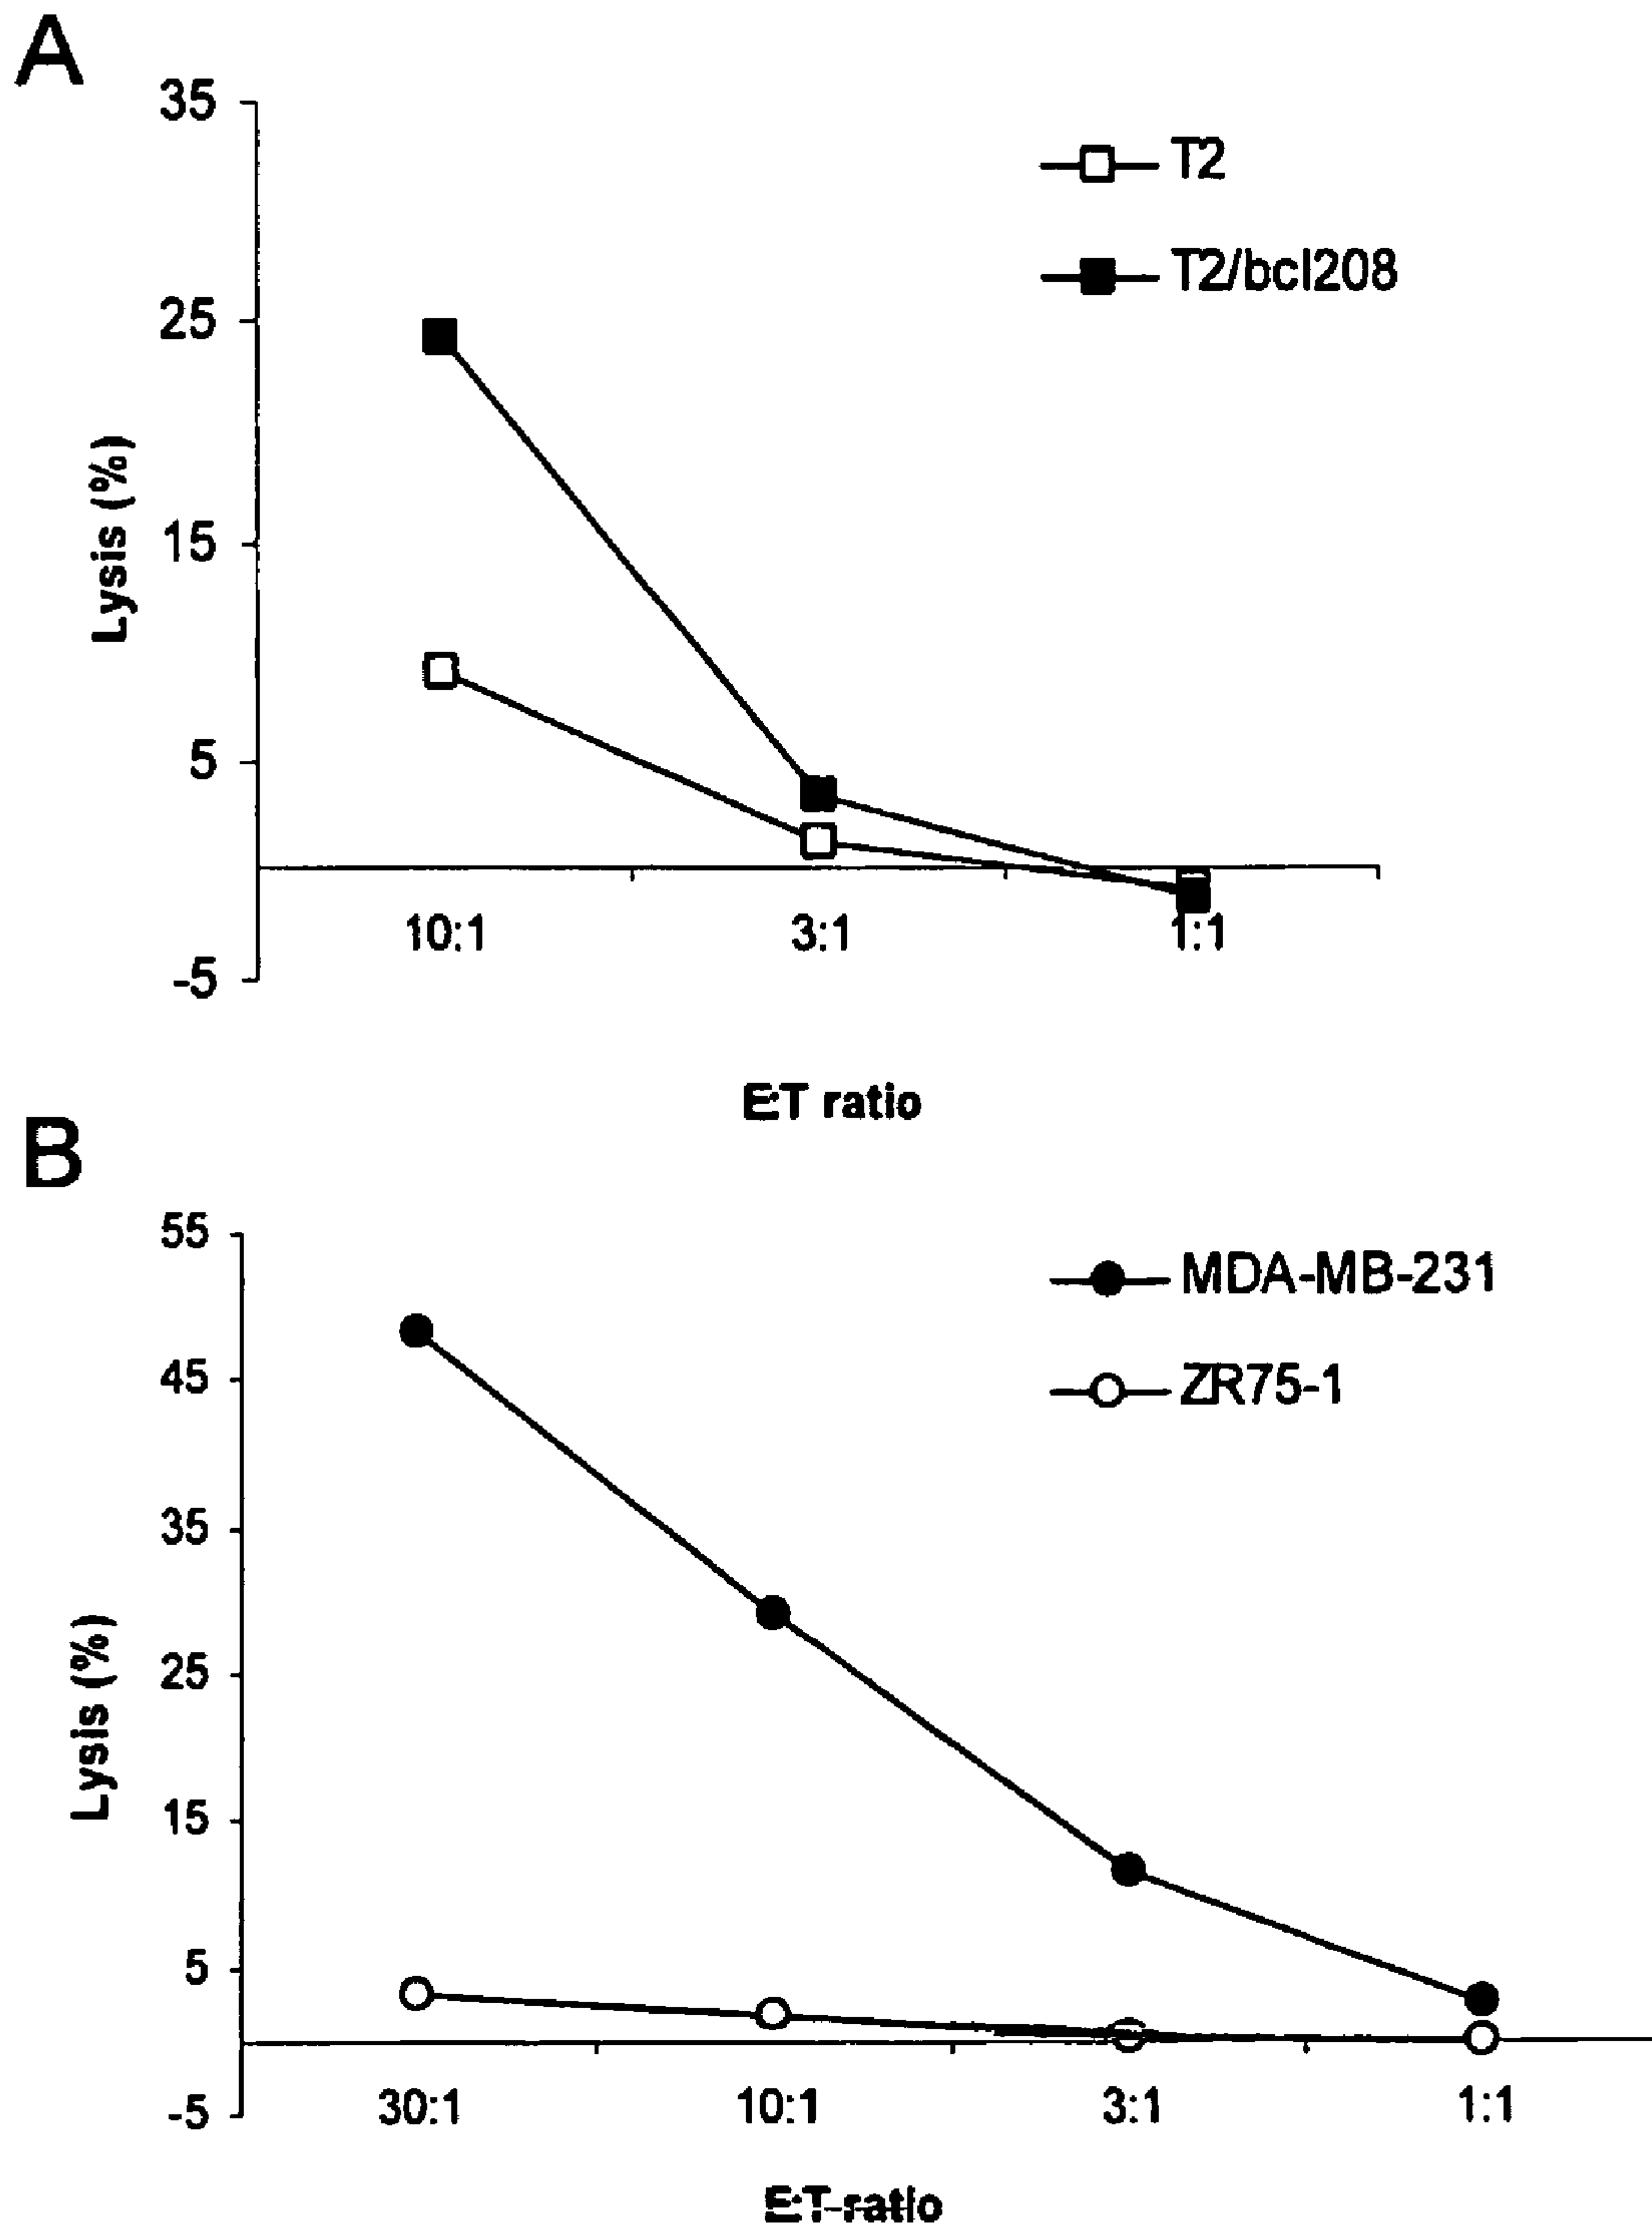 A
35
T2
T2/bcl208
25
15
5
-5
Lysis (%)
10:1 3:1 1:1
E:T ratio
B
55
MDA-MB-231
ZR75-1
45
35
25
15
5
-5
Lysis (%)
30:1 10:1 3:1 1:1
E:T-ratio